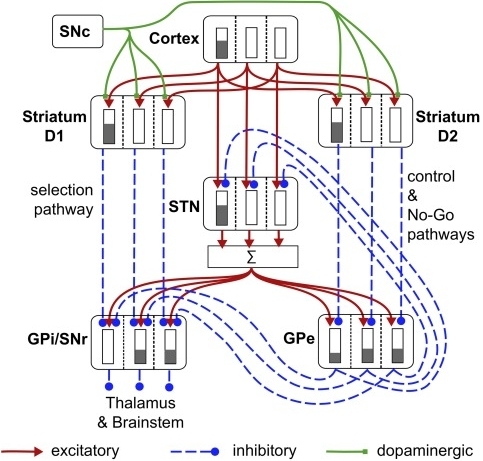 SNc
Cortex
Striatum
D1
Striatum
D2
selection
pathway
STN
control
&
No-Go
pathways
Σ
GPi/SNr
GPe
Thalamus
& Brainstem
excitatory
inhibitory
dopaminergic